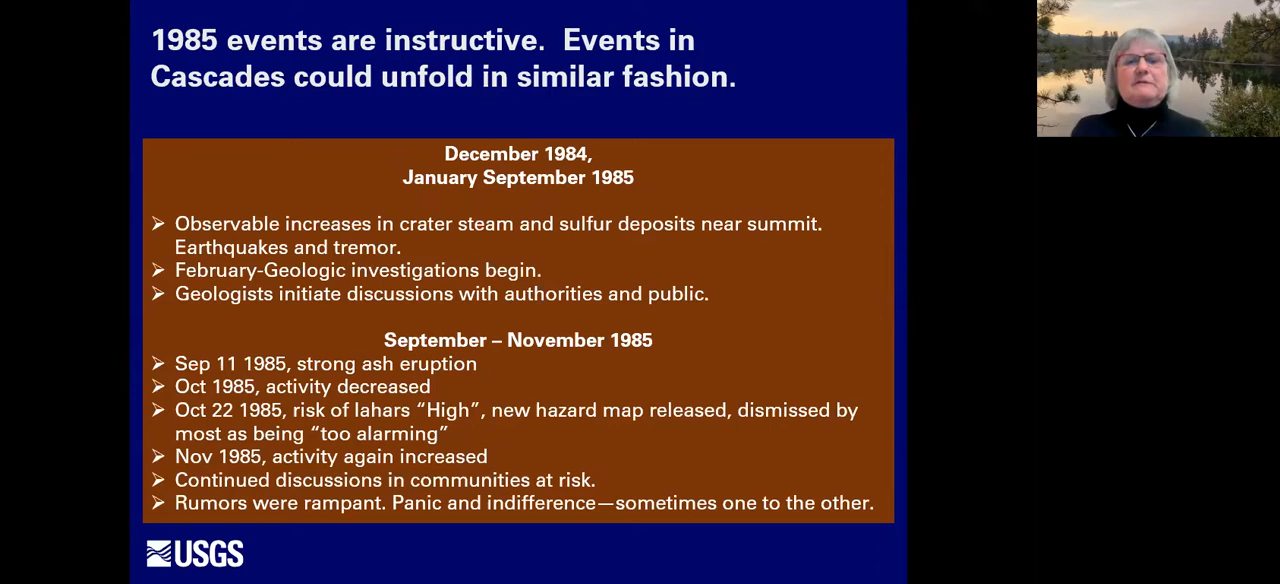 1985 events are instructive. Events in
Cascades could unfold in similar fashion.
December 1984,
January September 1985
➢ Observable increases in crater steam and sulfur deposits near summit.
Earthquakes and tremor.
➢ February-Geologic investigations begin.
➢ Geologists initiate discussions with authorities and public.
September – November 1985
➢ Sep 11 1985, strong ash eruption
➢ Oct 1985, activity decreased
➢ Oct 22 1985, risk of lahars “High”, new hazard map released, dismissed by
most as being “too alarming”
➢ Nov 1985, activity again increased
➢ Continued discussions in communities at risk.
➢ Rumors were rampant. Panic and indifference—sometimes one to the other.
USGS